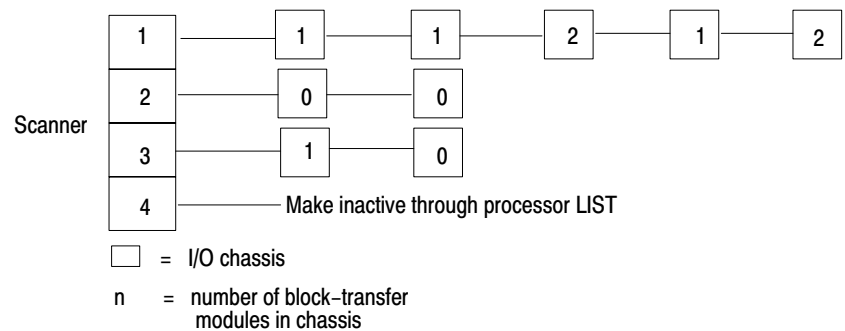 1 1 1 2 1 2
2 0 0
Scanner
3 1 0
4 Make inactive through processor LIST
= I/O chassis
n = number of block-transfer
modules in chassis